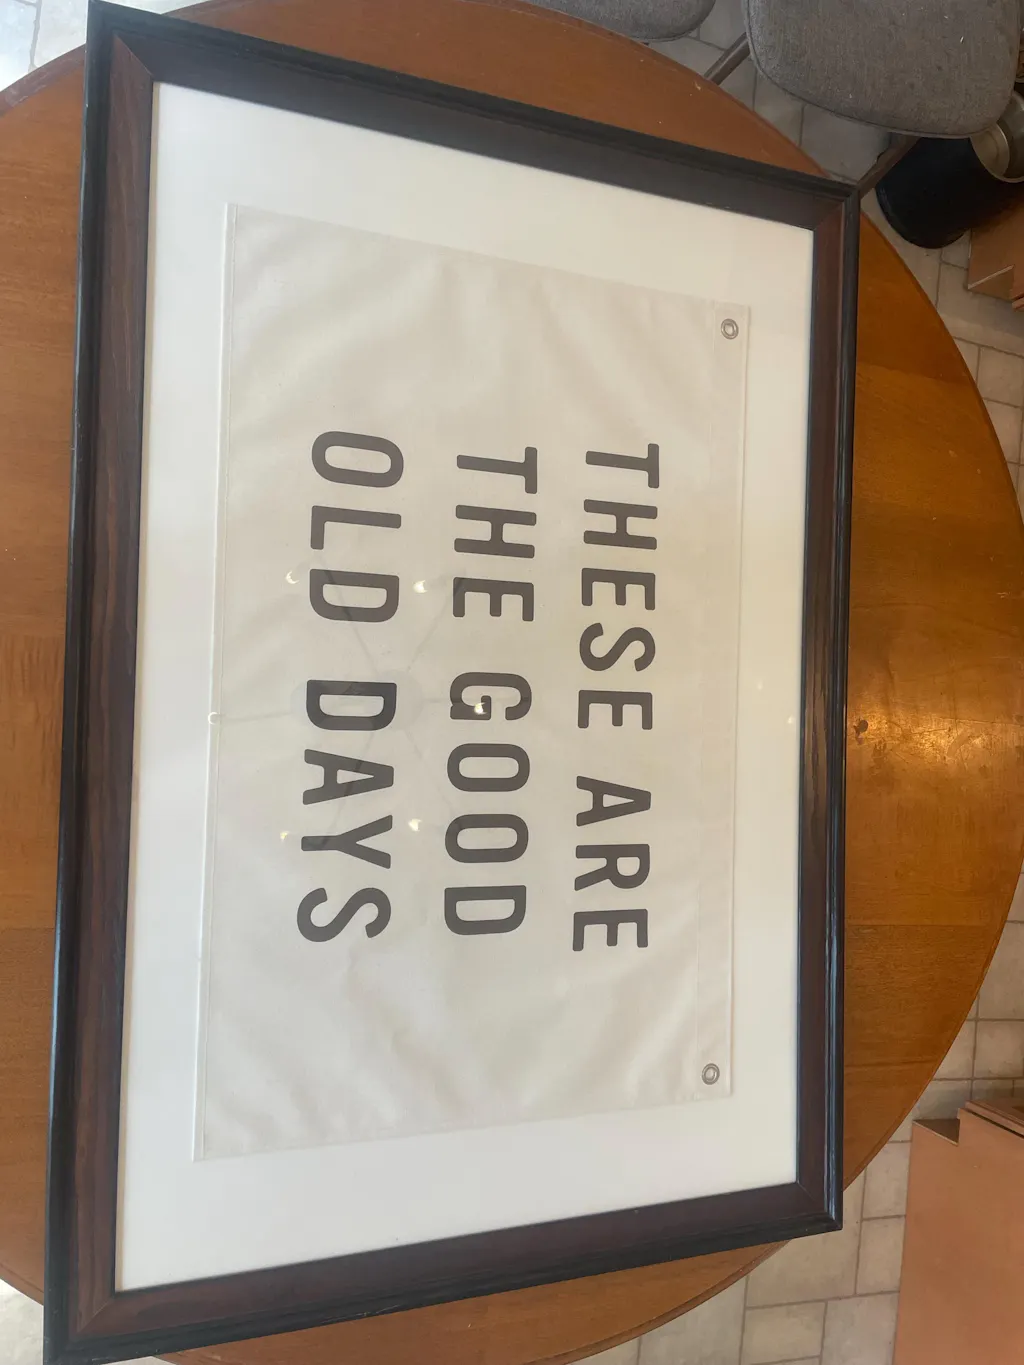 THESE ARE
THE GOOD
OLD DAYS